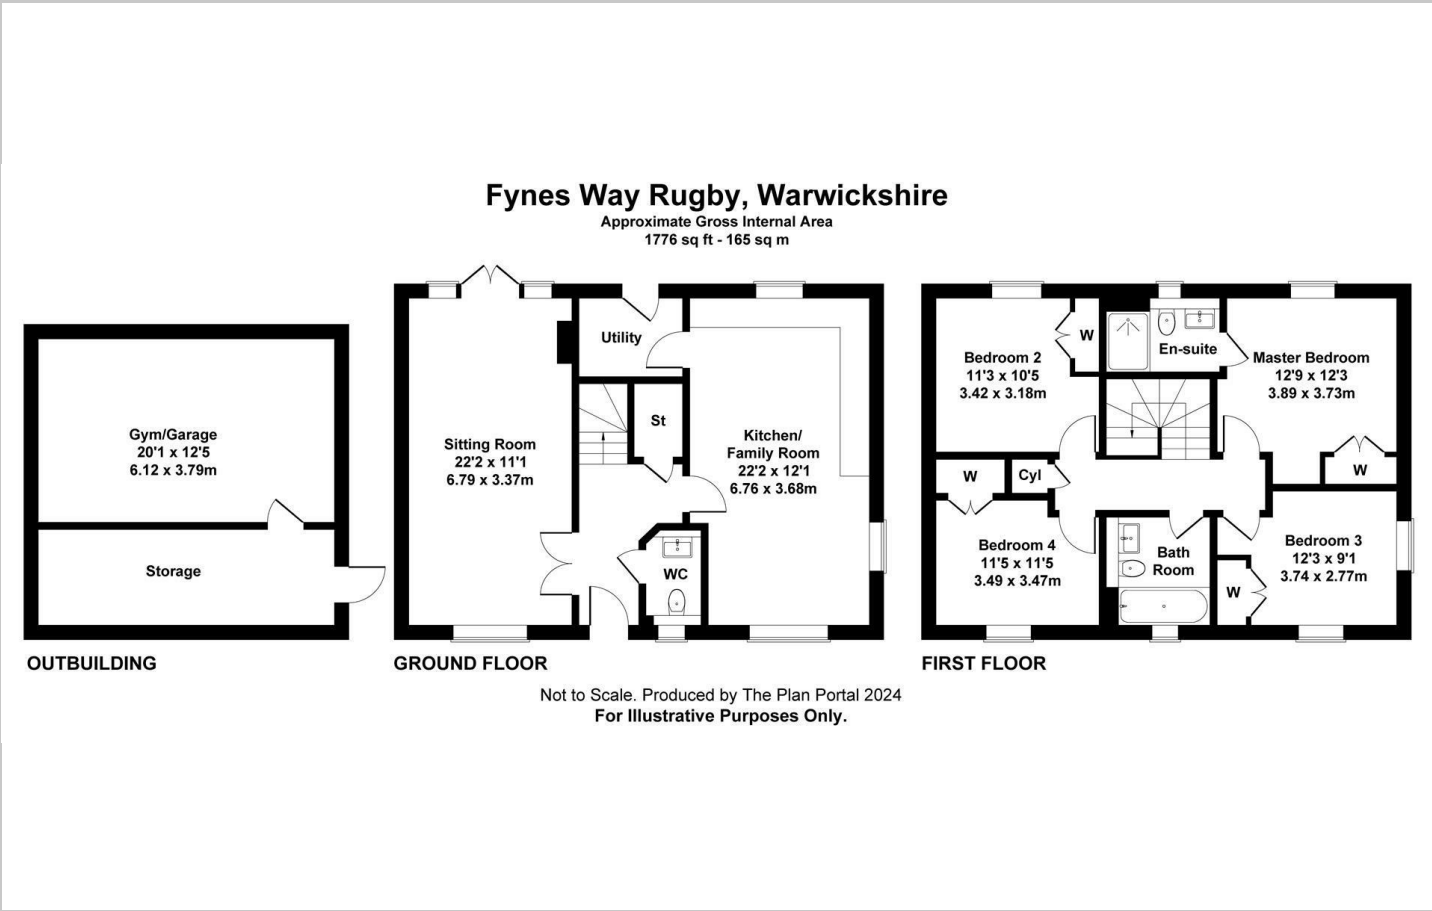 Fynes Way Rugby, Warwickshire
Approximate Gross Internal Area
1776 sq ft - 165 sq m
Gym/Garage
20'1 x 12'5
6.12 x 3.79m
Storage
OUTBUILDING
Sitting Room
22'2 x 11'1
6.79 x 3.37m
Utility
St
Kitchen/
Family Room
22'2 x 12'1
6.76 x 3.68m
WC
GROUND FLOOR
Bedroom 2
11'3 x 10'5
3.42 x 3.18m
W
En-suite
Master Bedroom
12'9 x 12'3
3.89 x 3.73m
W
W
Cyl
Bedroom 4
11'5 x 11'5
3.49 x 3.47m
Bath
Room
W
Bedroom 3
12'3 x 9'1
3.74 x 2.77m
FIRST FLOOR
Not to Scale. Produced by The Plan Portal 2024
For Illustrative Purposes Only.